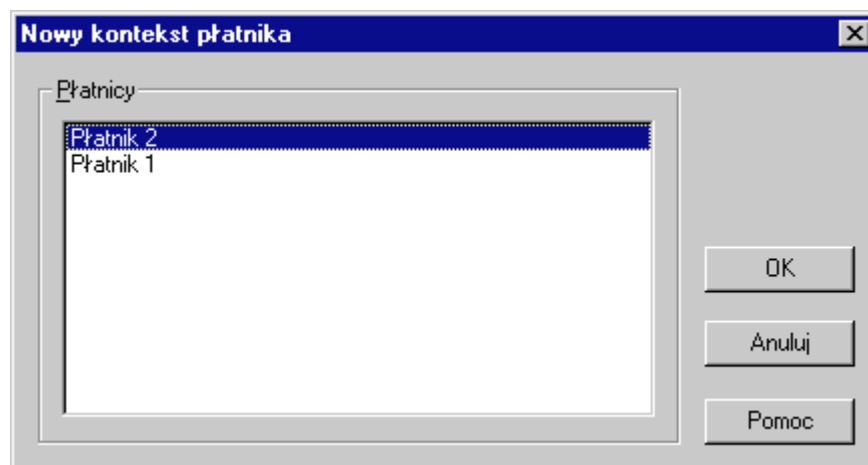 Nowy kontekst płatnika
Płatnicy
Płatnik 2
Płatnik 1
OK
Anuluj
Pomoc